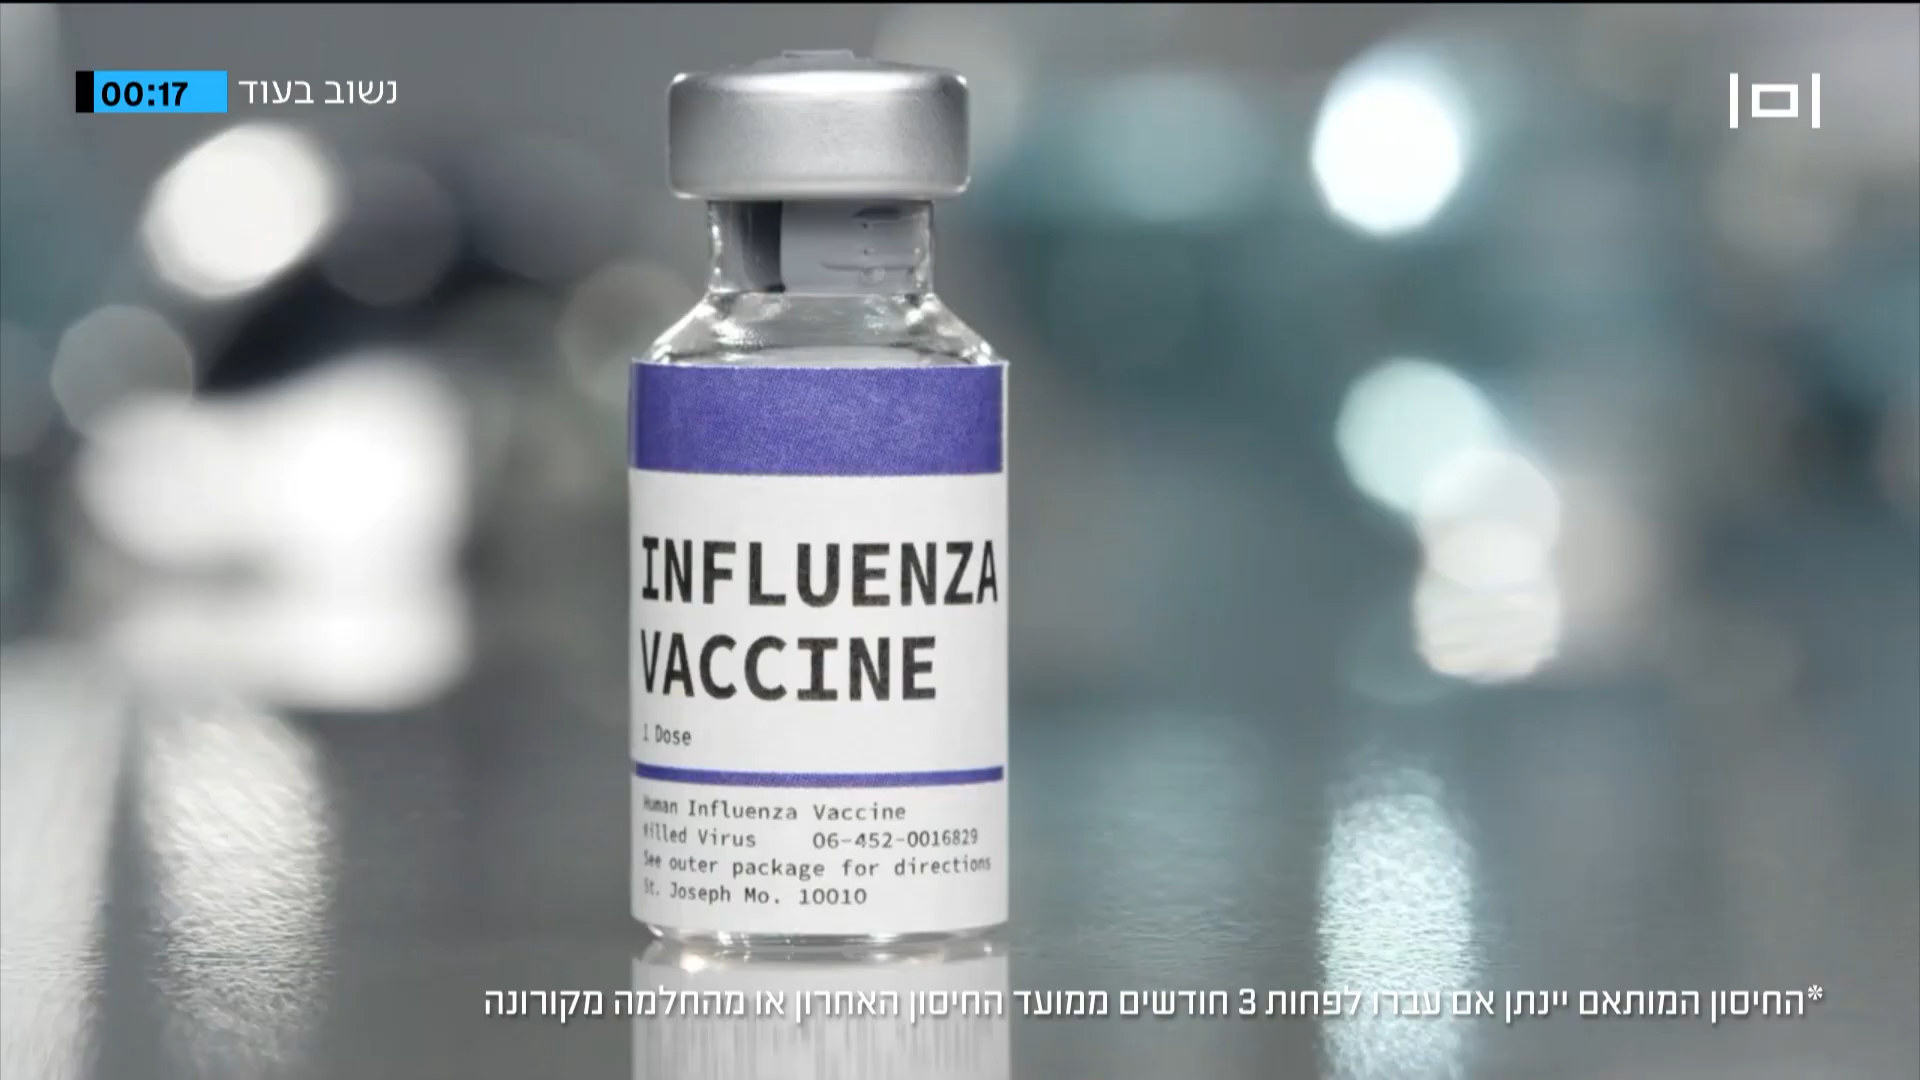 נשוב בעוד 00:17
INFLUENZA
VACCINE
1 Dose
Human Influenza Vaccine
Killed Virus 06-452-0016829
See outer package for directions
St. Joseph Mo. 10010
*החיסון המותאם יינתן אם עברו לפחות 3 חודשים ממועד החיסון האחרון או מהחלמה מקורונה